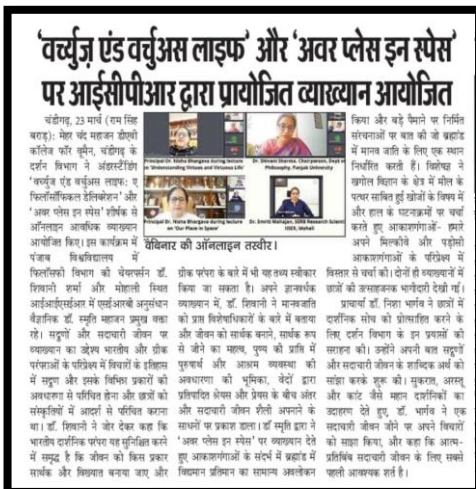 'वर्च्युज़ एंड वर्चुअस लाइफ' और 'अवर प्लेस इन स्पेस'
पर आईसीपीआर द्वारा प्रायोजित व्याख्यान आयोजित
चंडीगढ़, 23 मार्च (राम सिंह
बराड़): मेहर चंद महाजन डीएवी
कॉलेज फॉर वूमैन, चंडीगढ़ के
दर्शन विभाग ने अंडरस्टैंडिंग
'वर्च्युज एंड वर्चुअस लाइफ: ए
फिलॉसॉफिकल डेलिबरेशन' और
'अवर प्लेस इन स्पेस' शीर्षक से
ऑनलाइन आवधिक व्याख्यान
आयोजित किए। इस कार्यक्रम में
पंजाब विश्वविद्यालय में
फिलॉसफी विभाग की चेयरपर्सन डॉ.
शिवानी शर्मा और मोहाली स्थित
आईआईएसईआर में एसईआरबी अनुसंधान
वैज्ञानिक डॉ. स्मृति महाजन प्रमुख वक्ता
रहे। सद्गुणों और सदाचारी जीवन पर
व्याख्यान का उद्देश्य भारतीय और ग्रीक
परंपराओं के परिप्रेक्ष्य में विचारों के इतिहास
में सद्गुण और इसके विभिन्न प्रकारों की
अवधारणा से परिचित होना और छात्रों को
संस्कृतियों में आदर्श से परिचित कराना
था। डॉ. शिवानी ने जोर देकर कहा कि
भारतीय दार्शनिक परंपरा यह सुनिश्चित करने
में समृद्ध है कि जीवन को किस प्रकार
सार्थक और विख्यात बनाया जाए और
Principal Dr. Nisha Bhargava during lecture
on 'Understanding Virtues and Virtuous Life'
Dr. Shivani Sharma, Chairperson, Dept of
Philosophy, Panjab University
Principal Dr. Nisha Bhargava during lecture
on 'Our Place in Space'
Dr. Smriti Mahajan, SERB Research Scientist
IISER, Mohali
वेबिनार की ऑनलाइन तस्वीर।
ग्रीक परंपरा के बारे में भी यह तथ्य स्वीकार
किया जा सकता है। अपने ज्ञानवर्धक
व्याख्यान में, डॉ. शिवानी ने मानवजाति
को प्राप्त विशेषाधिकारों के बारे में बताया
और जीवन को सार्थक बनाने, सार्थक रूप
से जीने का महत्व, पुण्य की प्राप्ति में
पुरुषार्थ और आश्रम व्यवस्था की
अवधारणा की भूमिका, वेदों द्वारा
प्रतिपादित श्रेयस और प्रेयस के बीच अंतर
और सदाचारी जीवन शैली अपनाने के
साधनों पर प्रकाश डाला। डॉ स्मृति द्वारा ने
'अवर प्लेस इन स्पेस' पर व्याख्यान देते
हुए आकाशगंगाओं के संदर्भ में ब्रह्मांड में
विद्यमान प्रतिमान का सामान्य अवलोकन
किया और बड़े पैमाने पर निर्मित
संरचनाओं पर बात की जो ब्रह्मांड
में मानव जाति के लिए एक स्थान
निर्धारित करती हैं। विशेषज्ञ ने
खगोल विज्ञान के क्षेत्र में मील के
पत्थर साबित हुई खोजों के विषय में
और हाल के घटनाक्रमों पर चर्चा
करते हुए आकाशगंगाओं- हमारे
अपने मिल्कीवे और पड़ोसी
आकाशगंगाओं के परिप्रेक्ष्य में
विस्तार से चर्चा की। दोनों ही व्याख्यानों में
छात्रों की उत्साहजनक भागीदारी देखी गई।
प्राचार्या डॉ. निशा भार्गव ने छात्रों में
दार्शनिक सोच को प्रोत्साहित करने के
लिए दर्शन विभाग के इन प्रयासों की
सराहना की। उन्होंने अपनी बात सद्गुणों
और सदाचारी जीवन के शाब्दिक अर्थ को
सांझा करके शुरू की। सुकरात, अरस्तू
और कांट जैसे महान दार्शनिकों का
उदाहरण देते हुए, डॉ. भार्गव ने एक
सदाचारी जीवन जीने पर अपने विचारों
को साझा किया, और कहा कि आत्म-
प्रतिबिंब सदाचारी जीवन के लिए सबसे
पहली आवश्यक शर्त है।